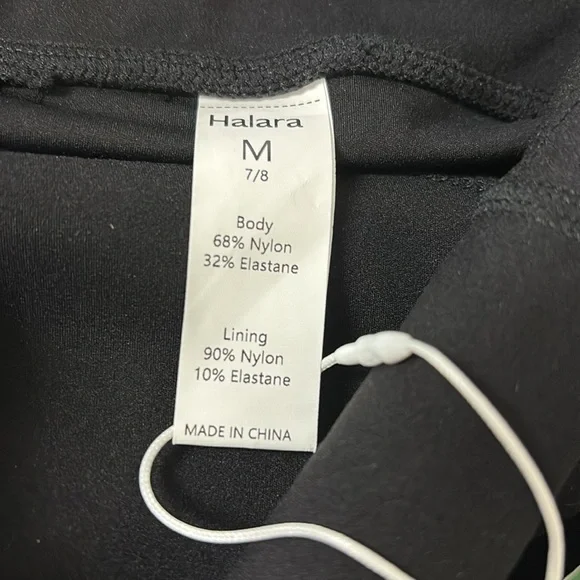 Halara
M
7/8
Body
68% Nylon
32% Elastane
Lining
90% Nylon
10% Elastane
MADE IN CHINA